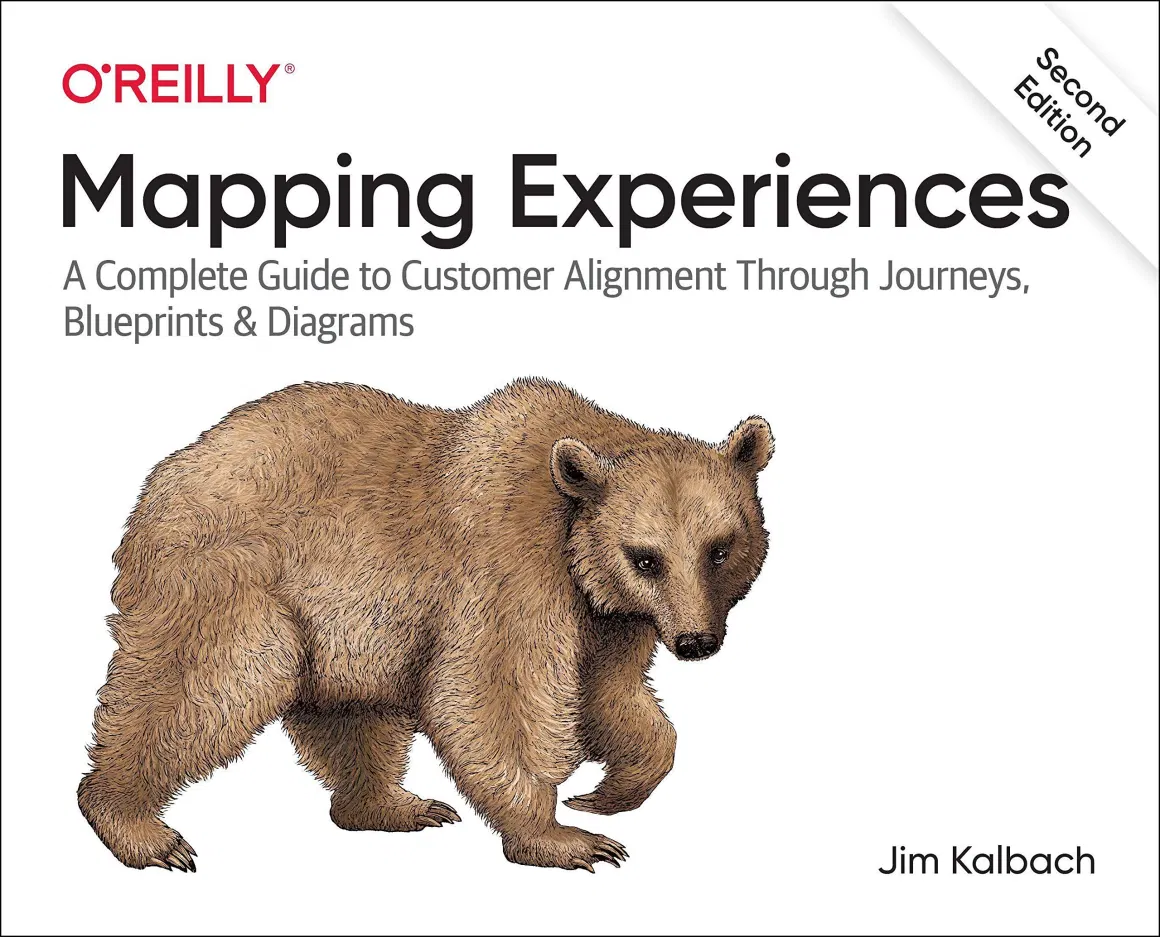 O'REILLY®
Second
Edition
Mapping Experiences
A Complete Guide to Customer Alignment Through Journeys,
Blueprints & Diagrams
Jim Kalbach